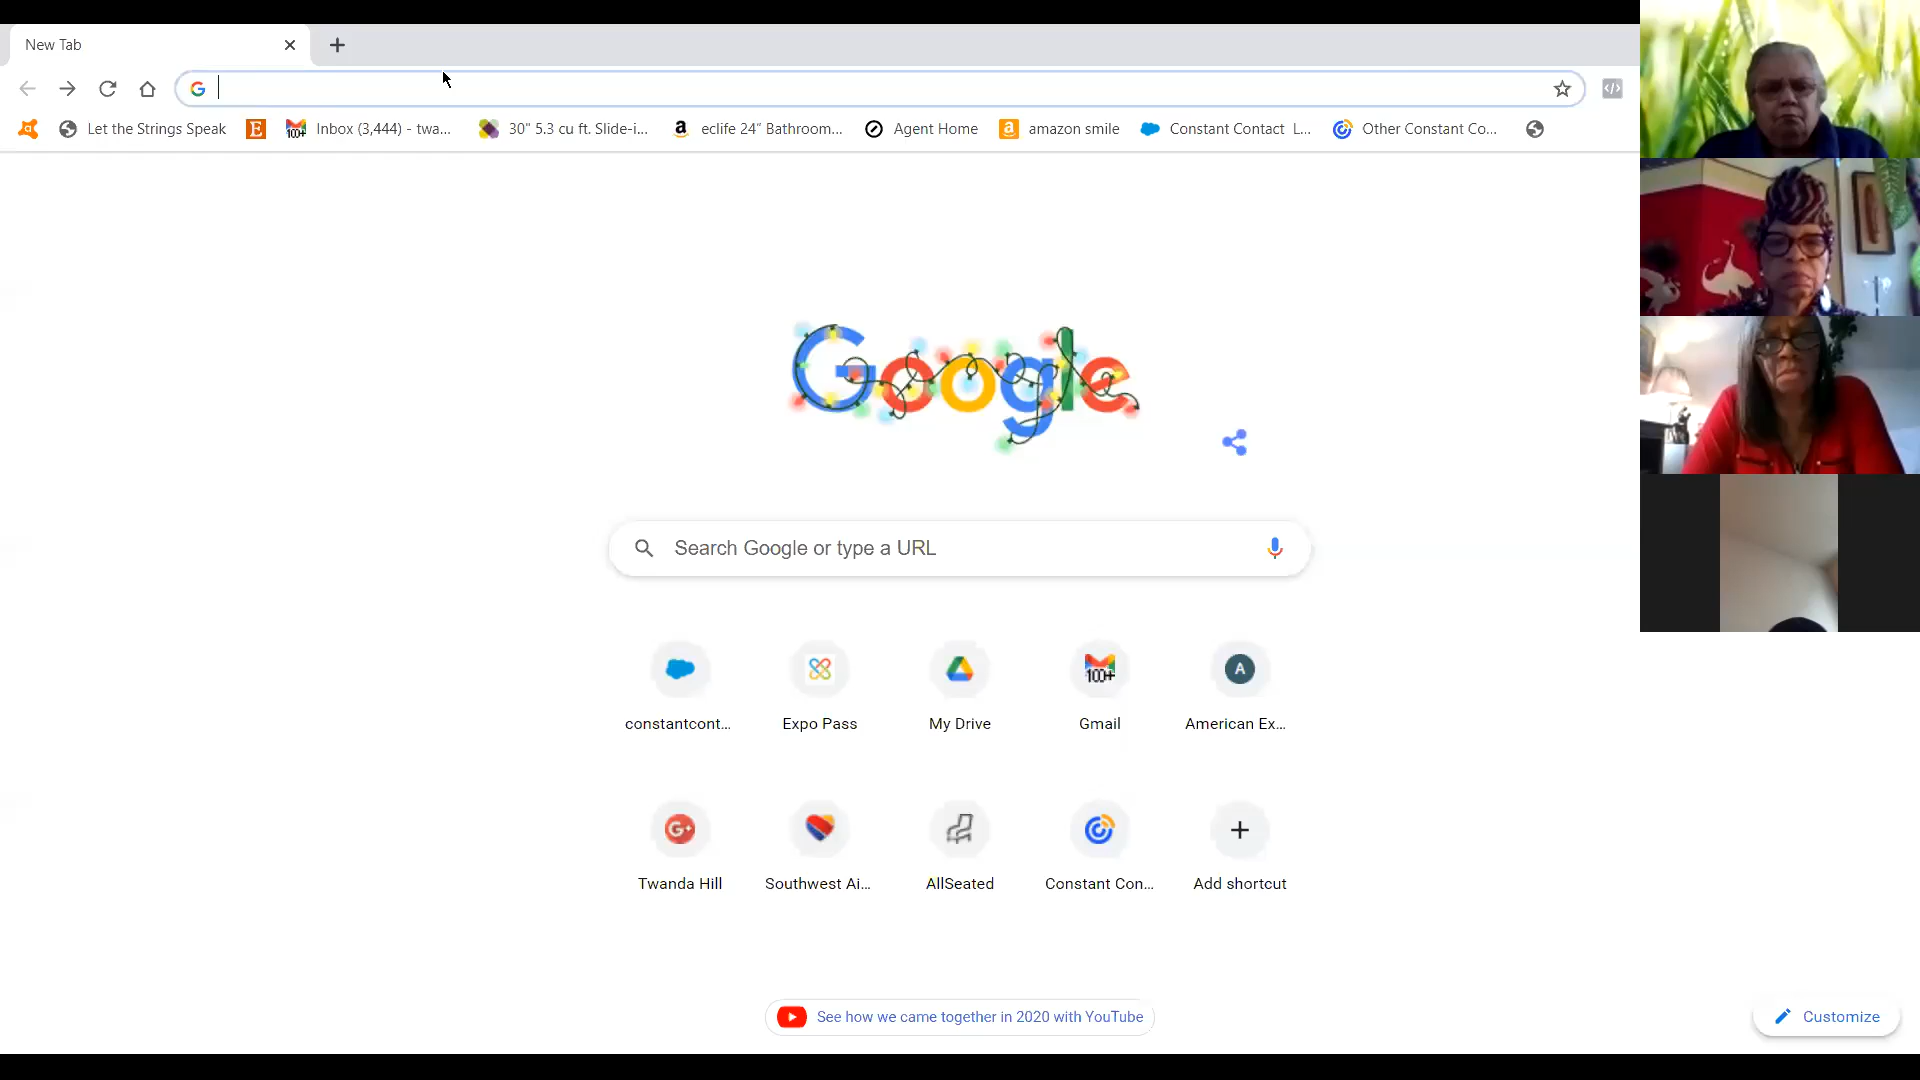 New Tab
Let the Strings Speak
E
100+
Inbox (3,444) - twa...
30" 5.3 cu ft. Slide-i...
a
eclife 24" Bathroom...
Agent Home
a
amazon smile
Constant Contact L...
Other Constant Co...
Google
Search Google or type a URL
100+
A
constantcont...
Expo Pass
My Drive
Gmail
American Ex...
G+
Twanda Hill
Southwest Ai...
AllSeated
Constant Con...
Add shortcut
See how we came together in 2020 with YouTube
Customize